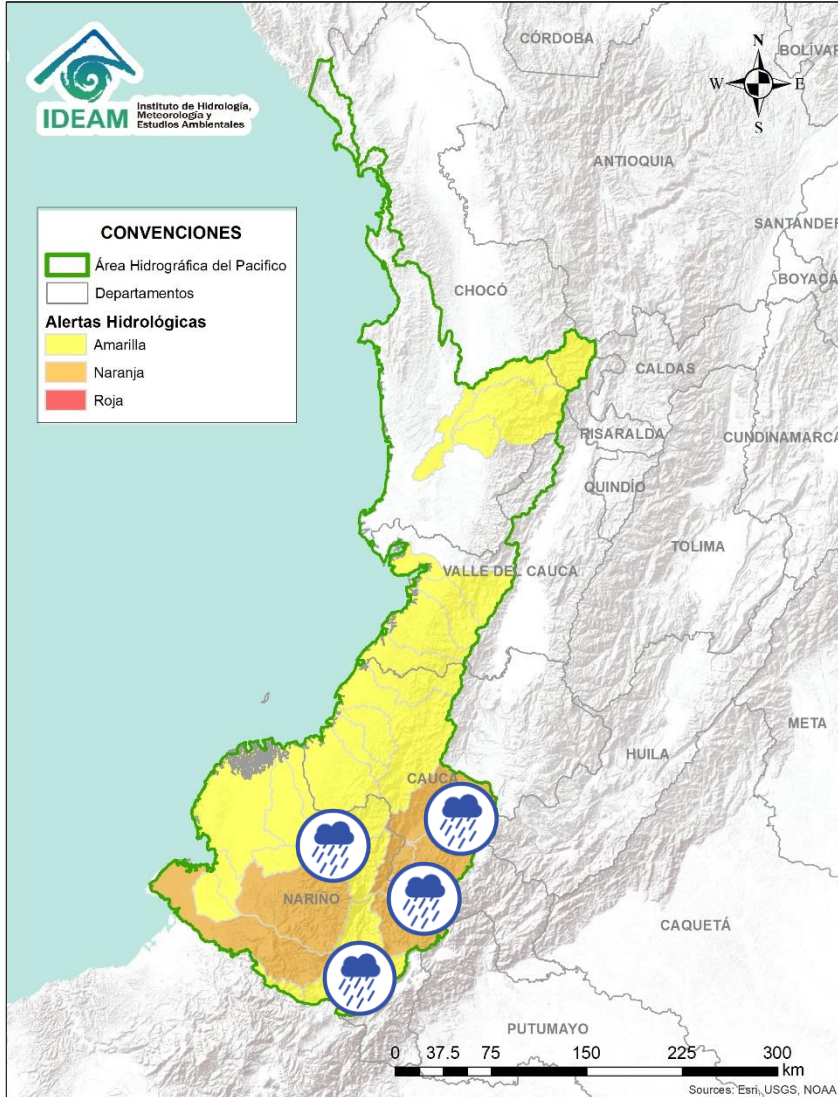 IDEAM
Instituto de Hidrología,
Meteorología y
Estudios Ambientales
CONVENCIONES
Área Hidrográfica del Pacifico
Departamentos
Alertas Hidrológicas
Amarilla
Naranja
Roja
N
W
E
S
CÓRDOBA
BOLÍVAR
ANTIOQUIA
SANTANDER
BOYACÁ
CHOCÓ
CALDAS
RISARALDA
CUNDINAMARCA
QUINDÍO
TOLIMA
VALLE DEL CAUCA
META
HUILA
CAUCA
NARIÑO
CAQUETÁ
PUTUMAYO
0 37.5 75 150 225 300
km
Sources: Esri, USGS, NOAA